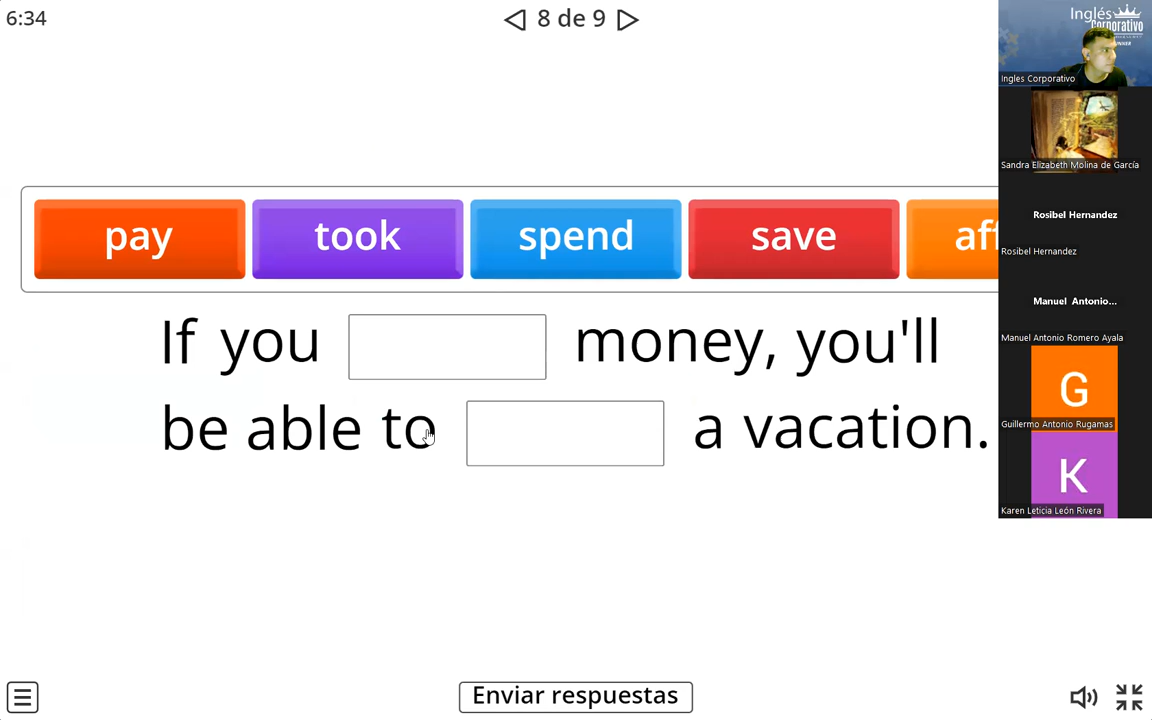 6:34
8 de 9
Inglés
Corporativo
Ingles Corporativo
Sandra Elizabeth Molina de García
Rosibel Hernandez
Rosibel Hernandez
Manuel Antonio...
Manuel Antonio Romero Ayala
G
Guillermo Antonio Rugamas
K
Karen Leticia León Rivera
pay took spend save aff
If you money, you'll
be able to a vacation.
Enviar respuestas